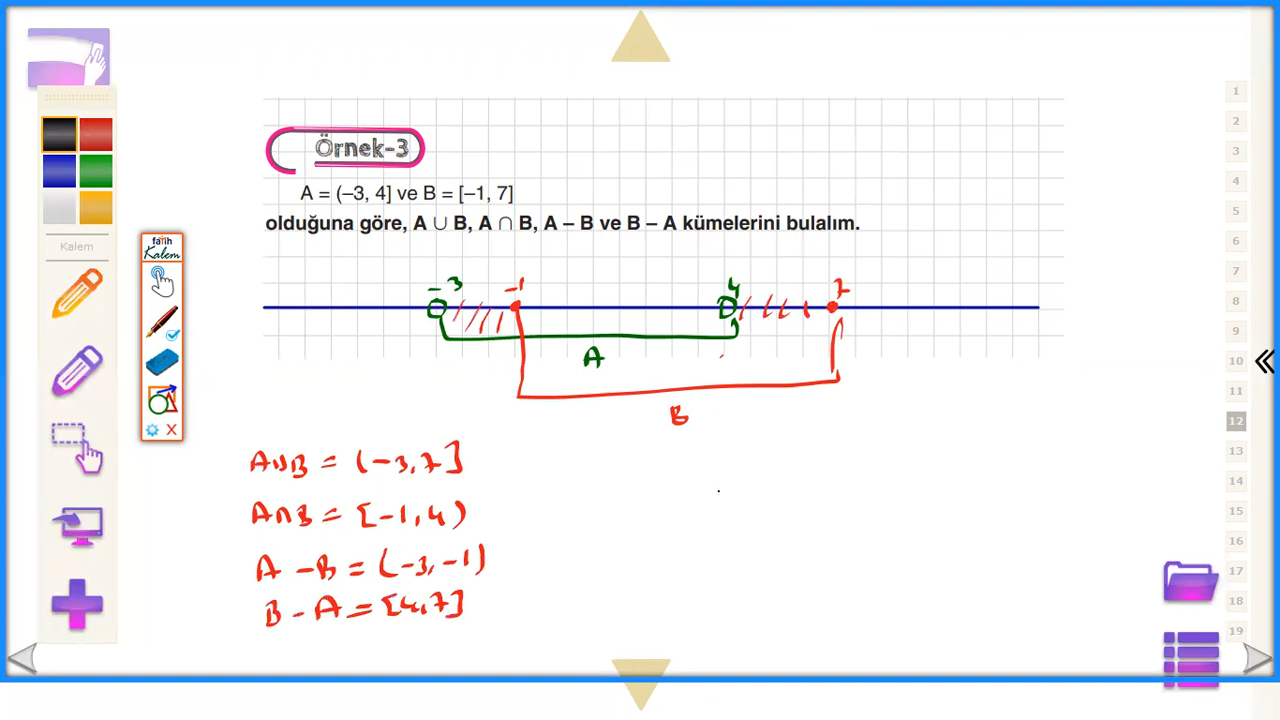 Örnek-3
A = (–3, 4] ve B = [–1, 7]
olduğuna göre, A ∪ B, A ∩ B, A – B ve B – A kümelerini bulalım.
Kalem
fatih
Kalem
-3 -1 4 7
A
B
A∪B = (-3,7]
A∩B = [-1,4)
A - B = (-3,-1)
B - A = [4,7]
1
2
3
4
5
6
7
8
9
10
11
12
13
14
15
16
17
18
19